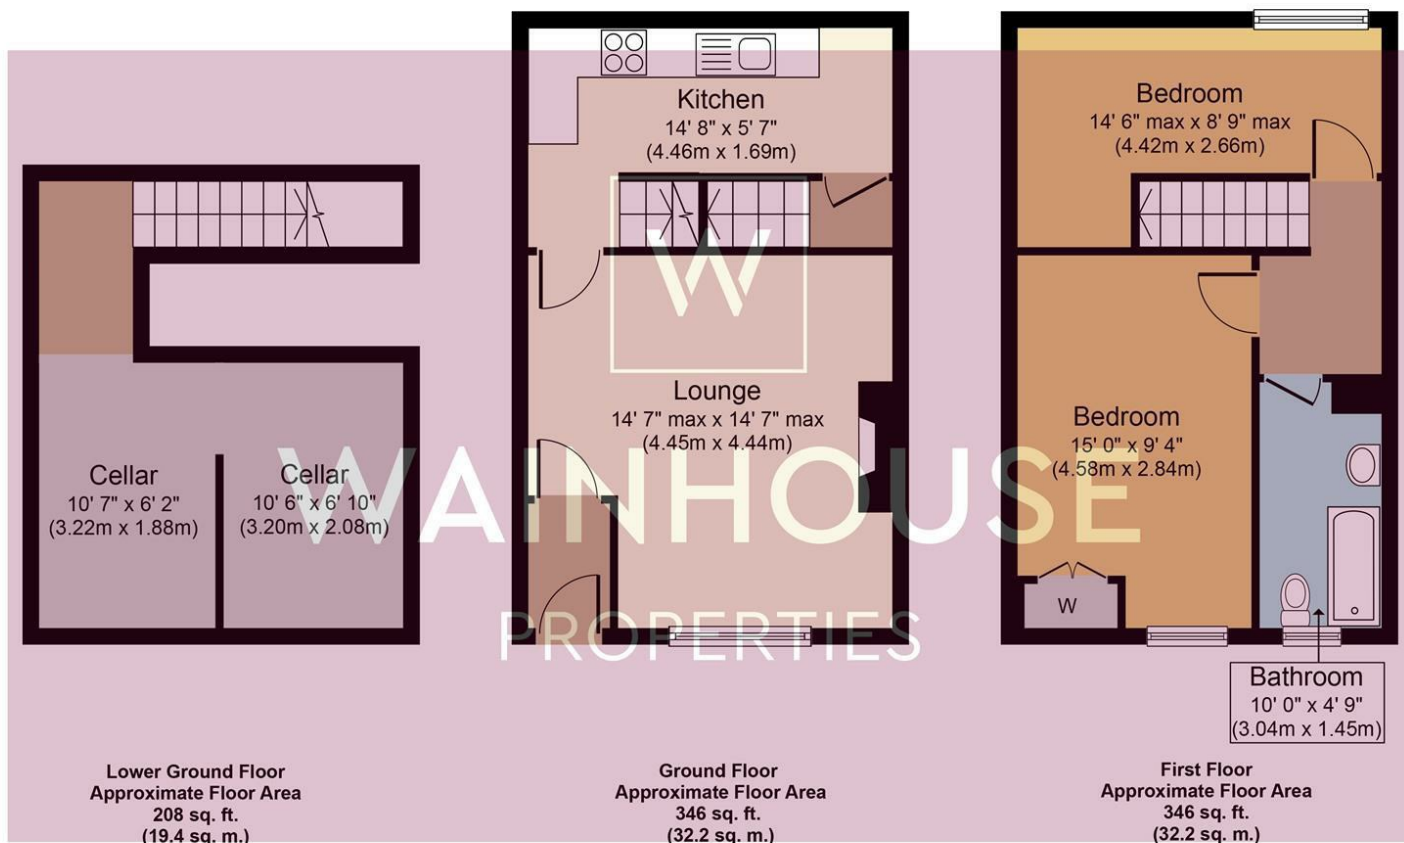 Kitchen
14' 8" x 5' 7"
(4.46m x 1.69m)
Bedroom
14' 6" max x 8' 9" max
(4.42m x 2.66m)
W
Lounge
14' 7" max x 14' 7" max
(4.45m x 4.44m)
Bedroom
15' 0" x 9' 4"
(4.58m x 2.84m)
Cellar
10' 7" x 6' 2"
(3.22m x 1.88m)
Cellar
10' 6" x 6' 10"
(3.20m x 2.08m)
WAINHOUSE
PROPERTIES
W
Bathroom
10' 0" x 4' 9"
(3.04m x 1.45m)
Lower Ground Floor
Approximate Floor Area
208 sq. ft.
(19.4 sq. m.)
Ground Floor
Approximate Floor Area
346 sq. ft.
(32.2 sq. m.)
First Floor
Approximate Floor Area
346 sq. ft.
(32.2 sq. m.)